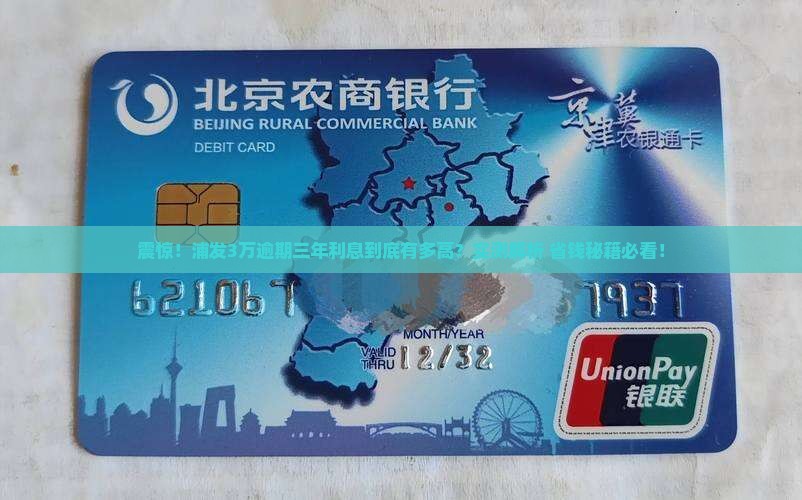 北京农商银行
BEIJING RURAL COMMERCIAL BANK
DEBIT CARD
京津冀
农银通卡
震惊！浦发3万逾期三年利息到底有多高？ 省钱秘籍必看！
621067 7937
MONTH/YEAR
VALID THRU 12/32
UnionPay
银联